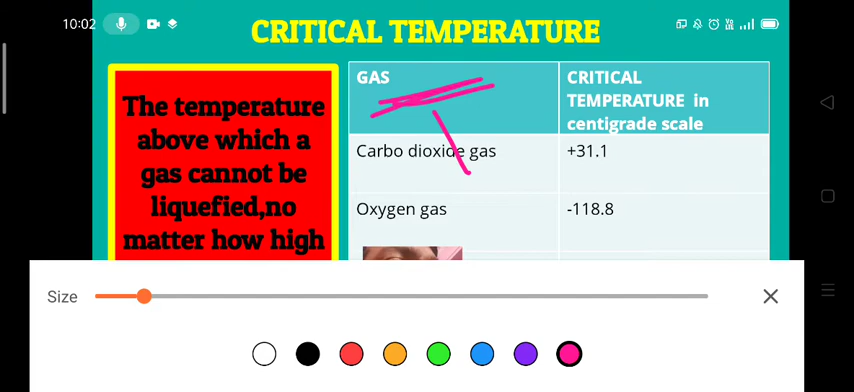 10:02
CRITICAL TEMPERATURE
The temperature
above which a
gas cannot be
liquefied,no
matter how high
GAS
CRITICAL
TEMPERATURE in
centigrade scale
Carbo dioxide gas
+31.1
Oxygen gas
-118.8
Size